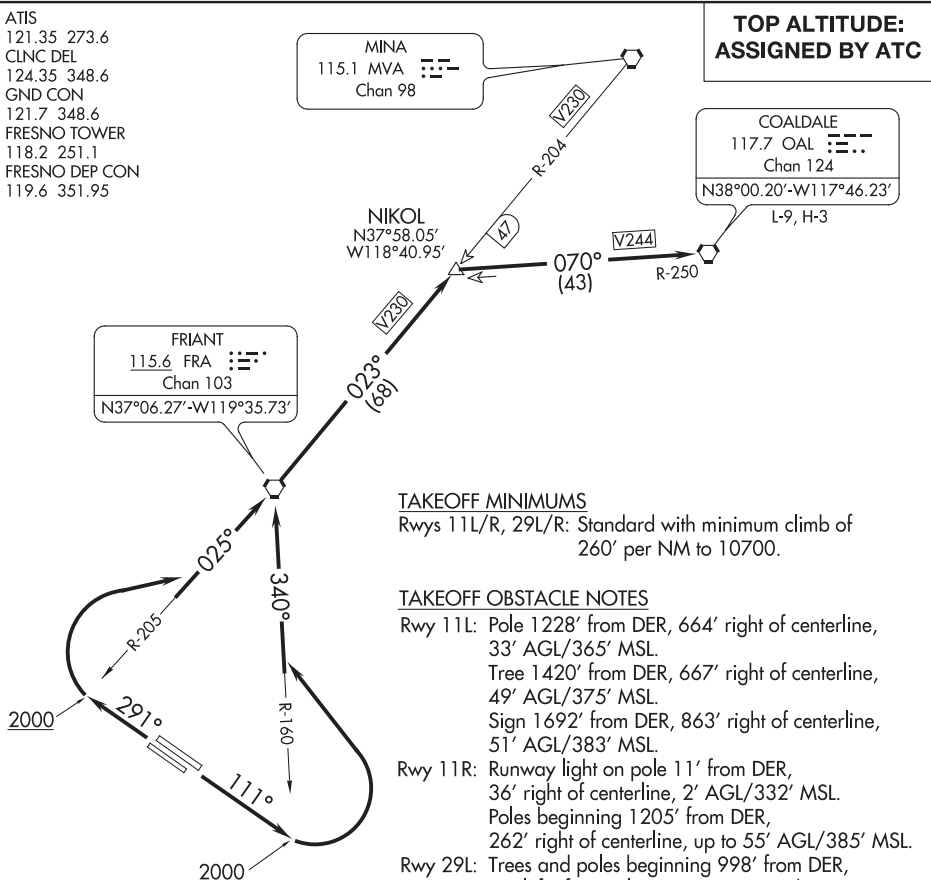 ATIS
121.35 273.6
CLNC DEL
124.35 348.6
GND CON
121.7 348.6
FRESNO TOWER
118.2 251.1
FRESNO DEP CON
119.6 351.95
MINA
115.1 MVA
Chan 98
TOP ALTITUDE:
ASSIGNED BY ATC
V230
R-204
47
COALDALE
117.7 OAL
Chan 124
N38°00.20'-W117°46.23'
L-9, H-3
NIKOL
N37°58.05'
W118°40.95'
V244
070°
(43)
R-250
V230
023°
(68)
FRIANT
115.6 FRA
Chan 103
N37°06.27'-W119°35.73'
025°
R-205
340°
R-160
291°
111°
2000
2000
TAKEOFF MINIMUMS
Rwys 11L/R, 29L/R: Standard with minimum climb of
260' per NM to 10700.
TAKEOFF OBSTACLE NOTES
Rwy 11L: Pole 1228' from DER, 664' right of centerline,
33' AGL/365' MSL.
Tree 1420' from DER, 667' right of centerline,
49' AGL/375' MSL.
Sign 1692' from DER, 863' right of centerline,
51' AGL/383' MSL.
Rwy 11R: Runway light on pole 11' from DER,
36' right of centerline, 2' AGL/332' MSL.
Poles beginning 1205' from DER,
262' right of centerline, up to 55' AGL/385' MSL.
Rwy 29L: Trees and poles beginning 998' from DER,